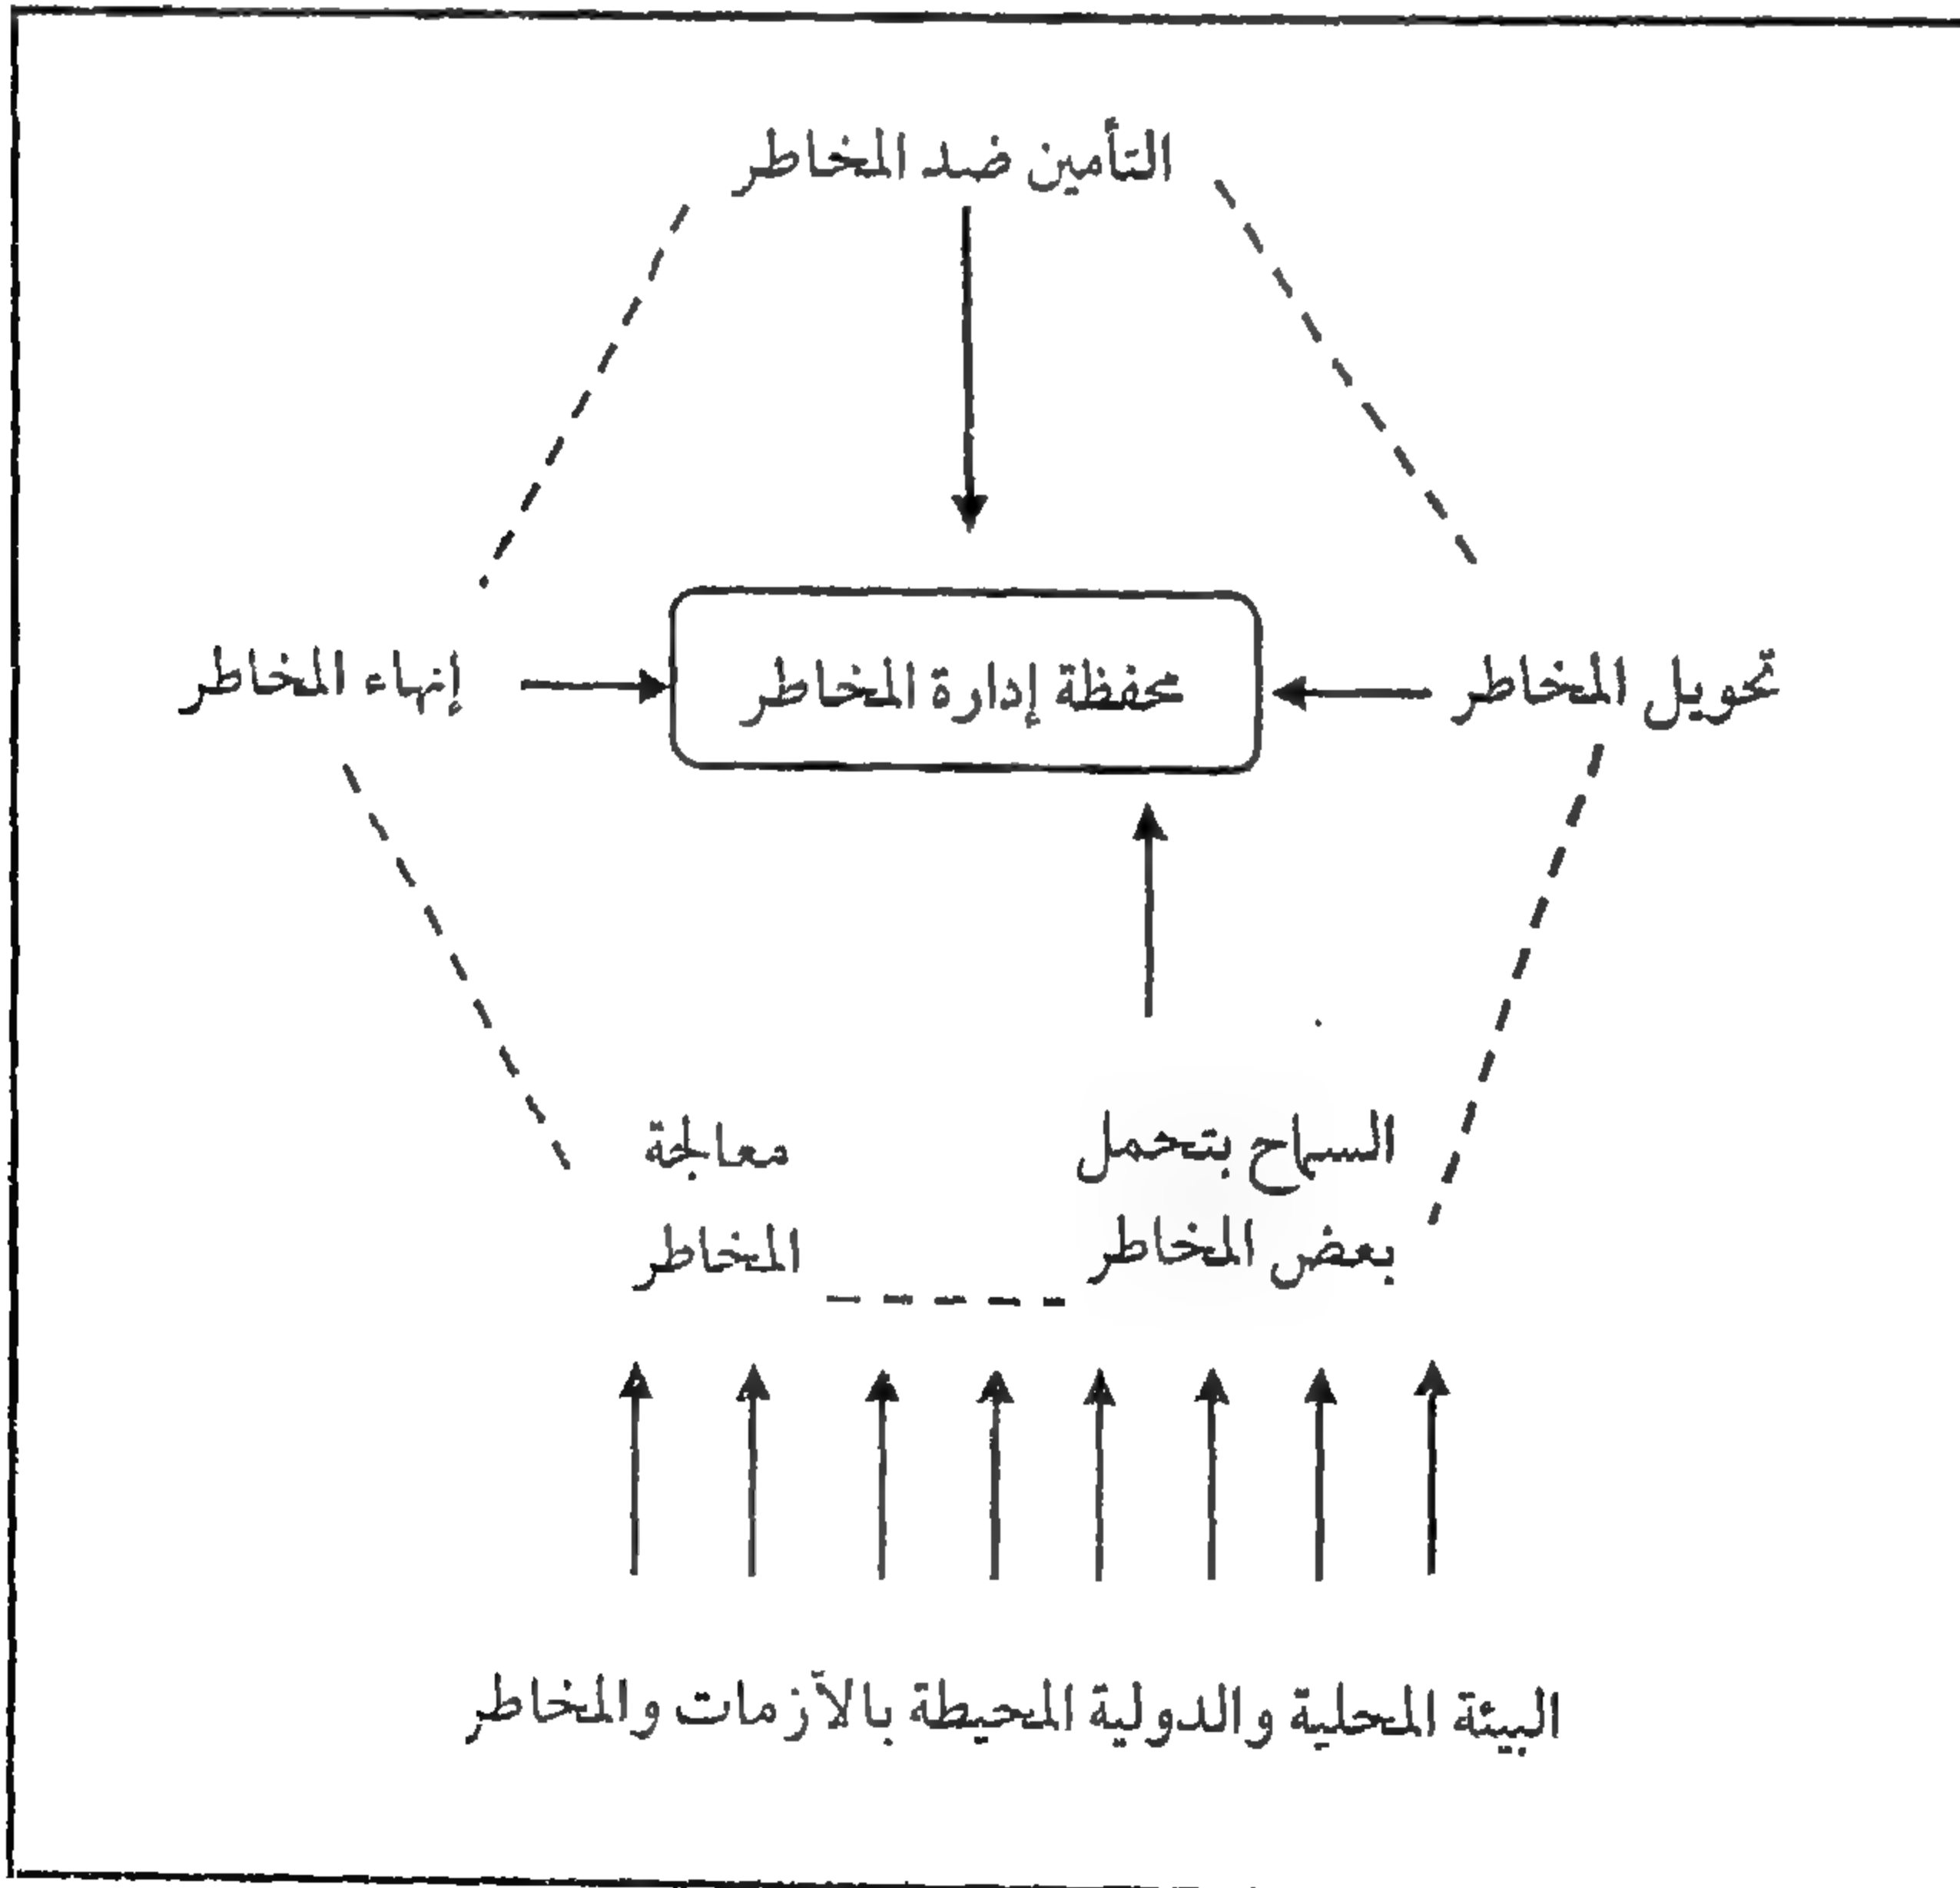 التأمين ضد المخاطر
تحويل المخاطر
محفظة إدارة المخاطر
إنهاء المخاطر
السماح بتحمل
بعض المخاطر
معالجة
المخاطر
البيئة المحلية والدولية المحيطة بالأزمات والمخاطر